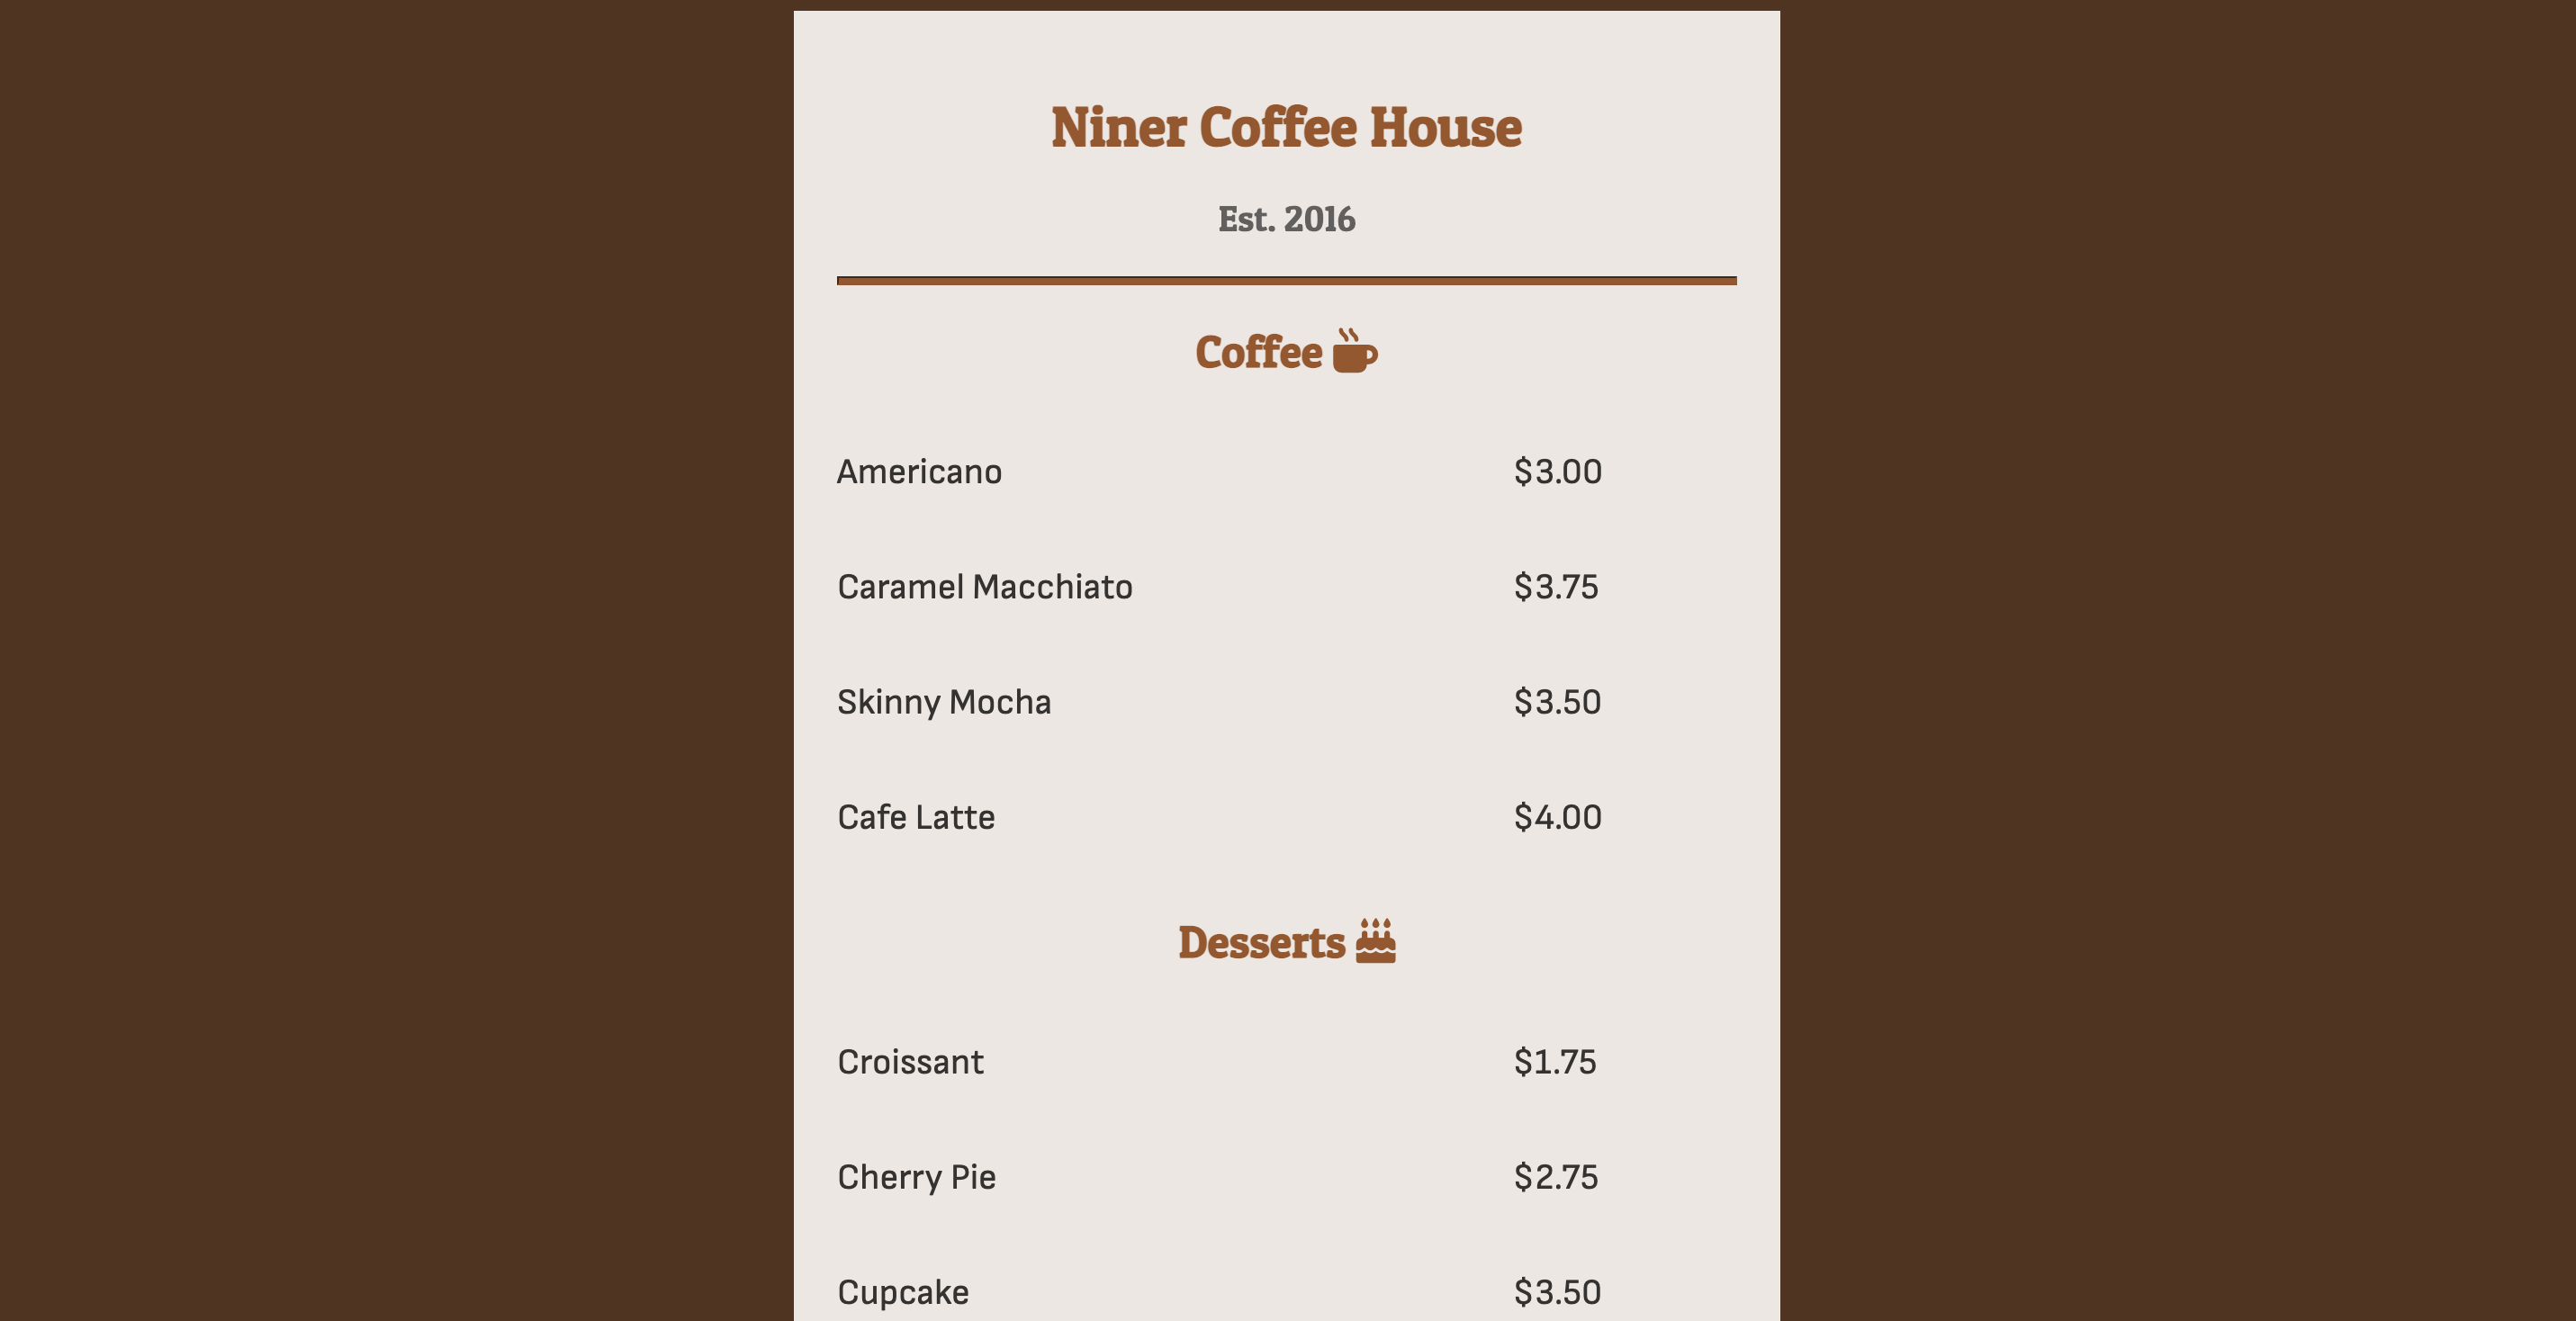 Niner Coffee House
Est. 2016
Coffee
Americano $3.00
Caramel Macchiato $3.75
Skinny Mocha $3.50
Cafe Latte $4.00
Desserts
Croissant $1.75
Cherry Pie $2.75
Cupcake $3.50